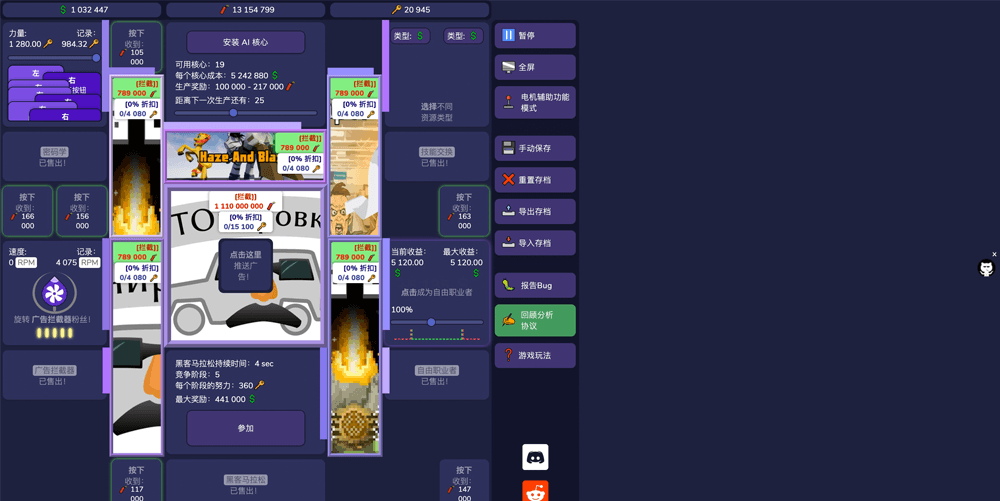 $ 1 032 447
13 154 799
20 945
力量:
记录:
1 280.00
984.32
左
右
按钮
右
右
按下
收到:
105
000
安装 AI 核心
可用核心: 19
每个核心成本: 5 242 880 $
生产奖励: 100 000 - 217 000
距离下一次生产还有: 25
类型: $
类型: $
选择不同
资源类型
[拦截]]
789 000
[0% 折扣]
0/4 080
[拦截]]
789 000
[0% 折扣]
0/4 080
[拦截]]
789 000
[0% 折扣]
0/4 080
Haze And Bla
密码学
已售出!
技能交换
已售出!
按下
收到:
166
000
按下
收到:
156
000
按下
收到:
163
000
[拦截]]
1 110 000 000
[0% 折扣]
0/15 100
点击这里
推送广
告!
速度:
记录:
0 RPM
4 075 RPM
旋转 广告拦截器粉丝!
[拦截]]
789 000
[0% 折扣]
0/4 080
[拦截]]
789 000
[0% 折扣]
0/4 080
当前收益:
最大收益:
5 120.00
$
5 120.00
$
点击成为自由职业者
100%
广告拦截器
已售出!
自由职业者
已售出!
黑客马拉松持续时间: 4 sec
竞争阶段: 5
每个阶段的努力: 360
最大奖励: 441 000 $
参加
按下
收到:
117
000
黑客马拉松
已售出!
按下
收到:
147
000
暂停
全屏
电机辅助功能
模式
手动保存
重置存档
导出存档
导入存档
报告Bug
回顾分析
协议
游戏玩法
x